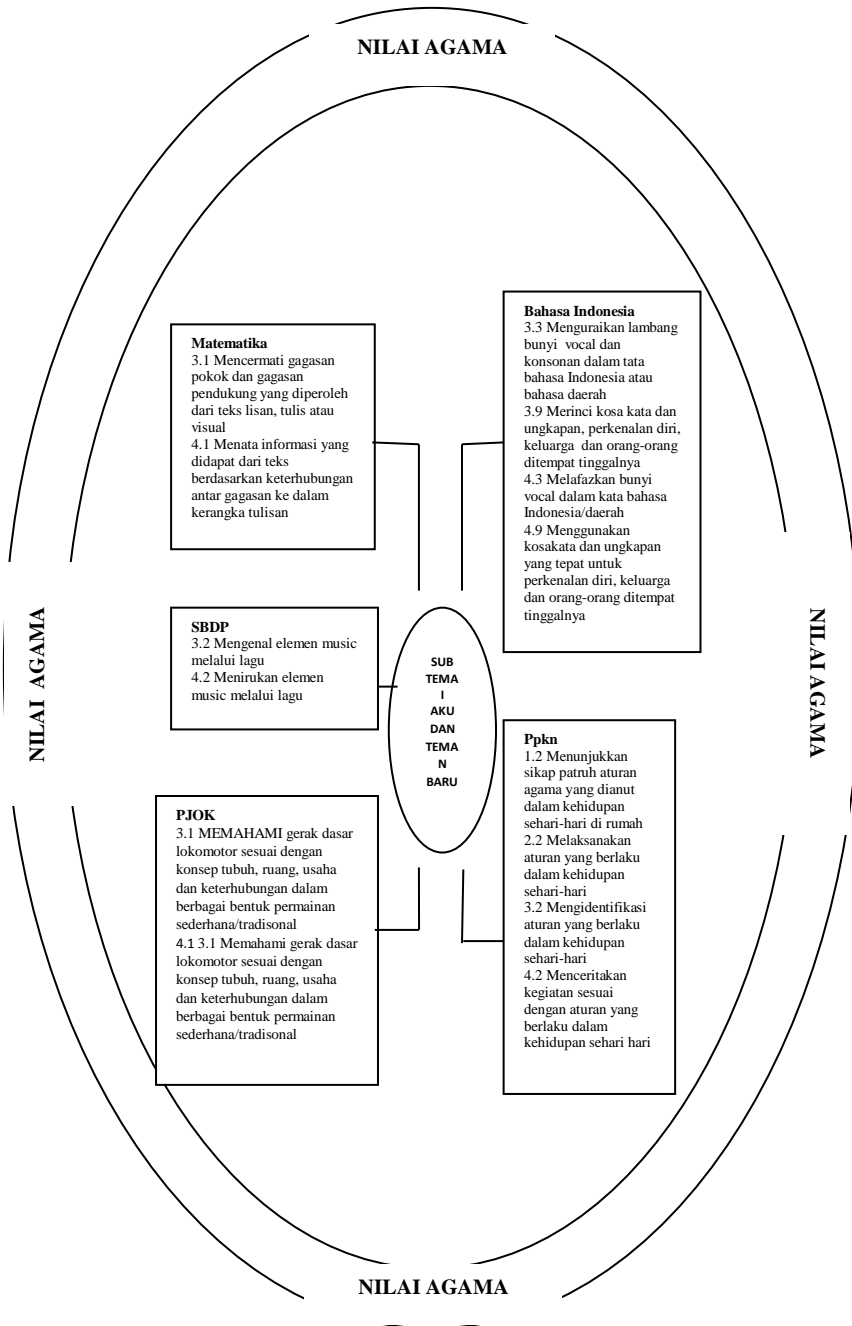 NILAI AGAMA
Matematika
3.1 Mencermati gagasan
pokok dan gagasan
pendukung yang diperoleh
dari teks lisan, tulis atau
visual
4.1 Menata informasi yang
didapat dari teks
berdasarkan keterhubungan
antar gagasan ke dalam
kerangka tulisan
Bahasa Indonesia
3.3 Menguraikan lambang
bunyi vocal dan
konsonan dalam tata
bahasa Indonesia atau
bahasa daerah
3.9 Merinci kosa kata dan
ungkapan, perkenalan diri,
keluarga dan orang-orang
ditempat tinggalnya
4.3 Melafazkan bunyi
vocal dalam kata bahasa
Indonesia/daerah
4.9 Menggunakan
kosakata dan ungkapan
yang tepat untuk
perkenalan diri, keluarga
dan orang-orang ditempat
tinggalnya
NILAI AGAMA
SBDP
3.2 Mengenal elemen music
melalui lagu
4.2 Menirukan elemen
music melalui lagu
SUB
TEMA
I
AKU
DAN
TEMA
N
BARU
NILAI AGAMA
PJOK
3.1 MEMAHAMI gerak dasar
lokomotor sesuai dengan
konsep tubuh, ruang, usaha
dan keterhubungan dalam
berbagai bentuk permainan
sederhana/tradisonal
4.1 3.1 Memahami gerak dasar
lokomotor sesuai dengan
konsep tubuh, ruang, usaha
dan keterhubungan dalam
berbagai bentuk permainan
sederhana/tradisonal
Ppkn
1.2 Menunjukkan
sikap patruh aturan
agama yang dianut
dalam kehidupan
sehari-hari di rumah
2.2 Melaksanakan
aturan yang berlaku
dalam kehidupan
sehari-hari
3.2 Mengidentifikasi
aturan yang berlaku
dalam kehidupan
sehari-hari
4.2 Menceritakan
kegiatan sesuai
dengan aturan yang
berlaku dalam
kehidupan sehari hari
NILAI AGAMA